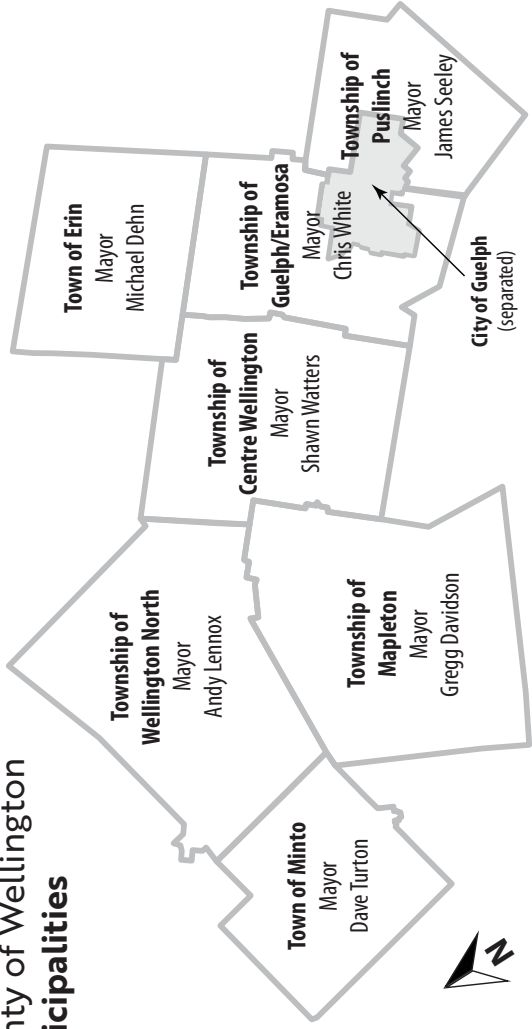 nty of Wellington
icipalities
Town of Minto
Mayor
Dave Turton
Township of
Wellington North
Mayor
Andy Lennox
Township of
Mapleton
Mayor
Gregg Davidson
Township of
Centre Wellington
Mayor
Shawn Watters
Town of Erin
Mayor
Michael Dehn
Township of
Guelph/Eramosa
Mayor
Chris White
Township of
Puslinch
Mayor
James Seeley
City of Guelph
(separated)
N